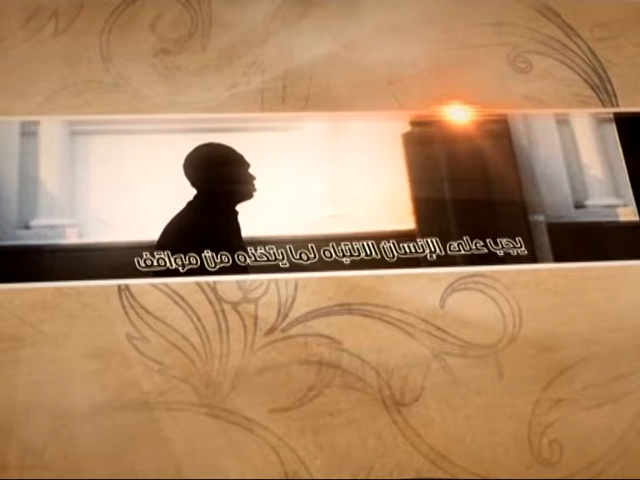 يجب على الإنسان الانتباه لما يتخذه من مواقف